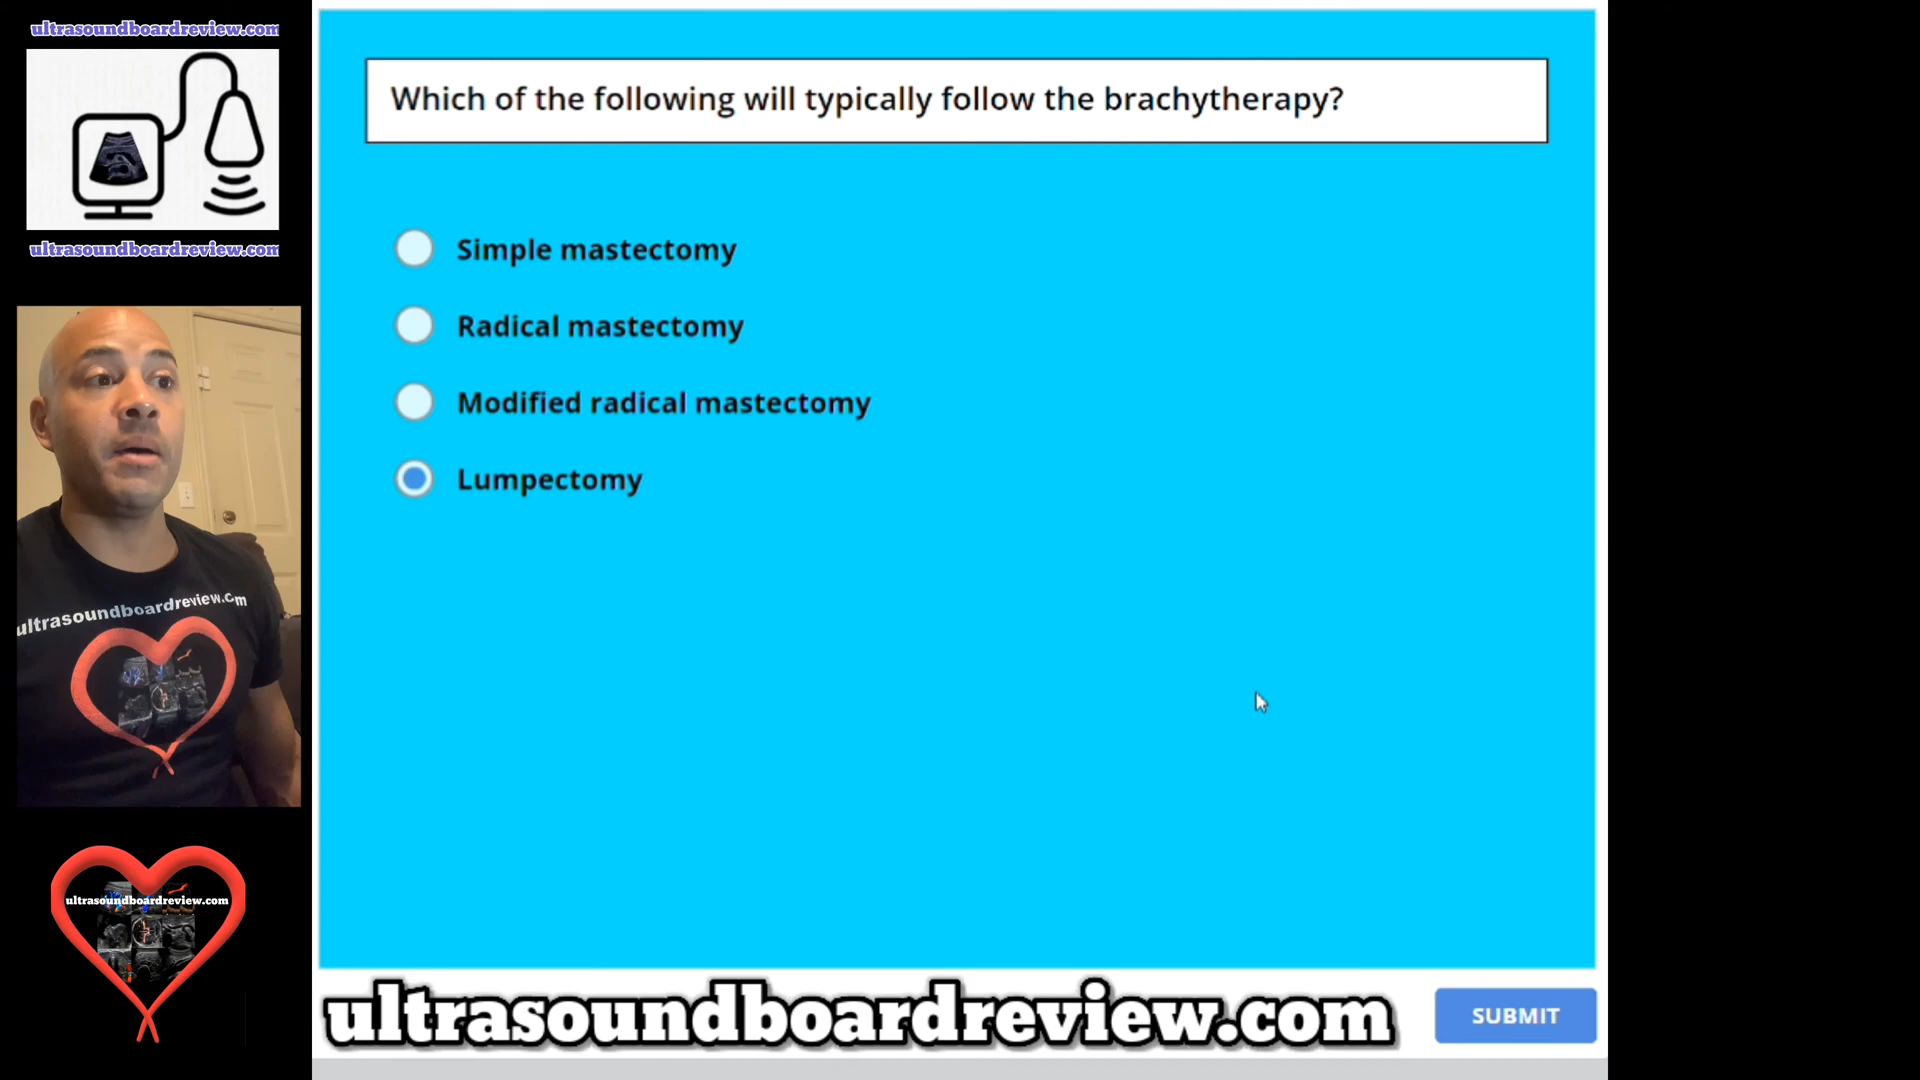 ultrasoundboardreview.com
ultrasoundboardreview.com
ultrasoundboardreview.cm
ultrasoundboardreview.com
Which of the following will typically follow the brachytherapy?
Simple mastectomy
Radical mastectomy
Modified radical mastectomy
Lumpectomy
ultrasoundboardreview.com
SUBMIT